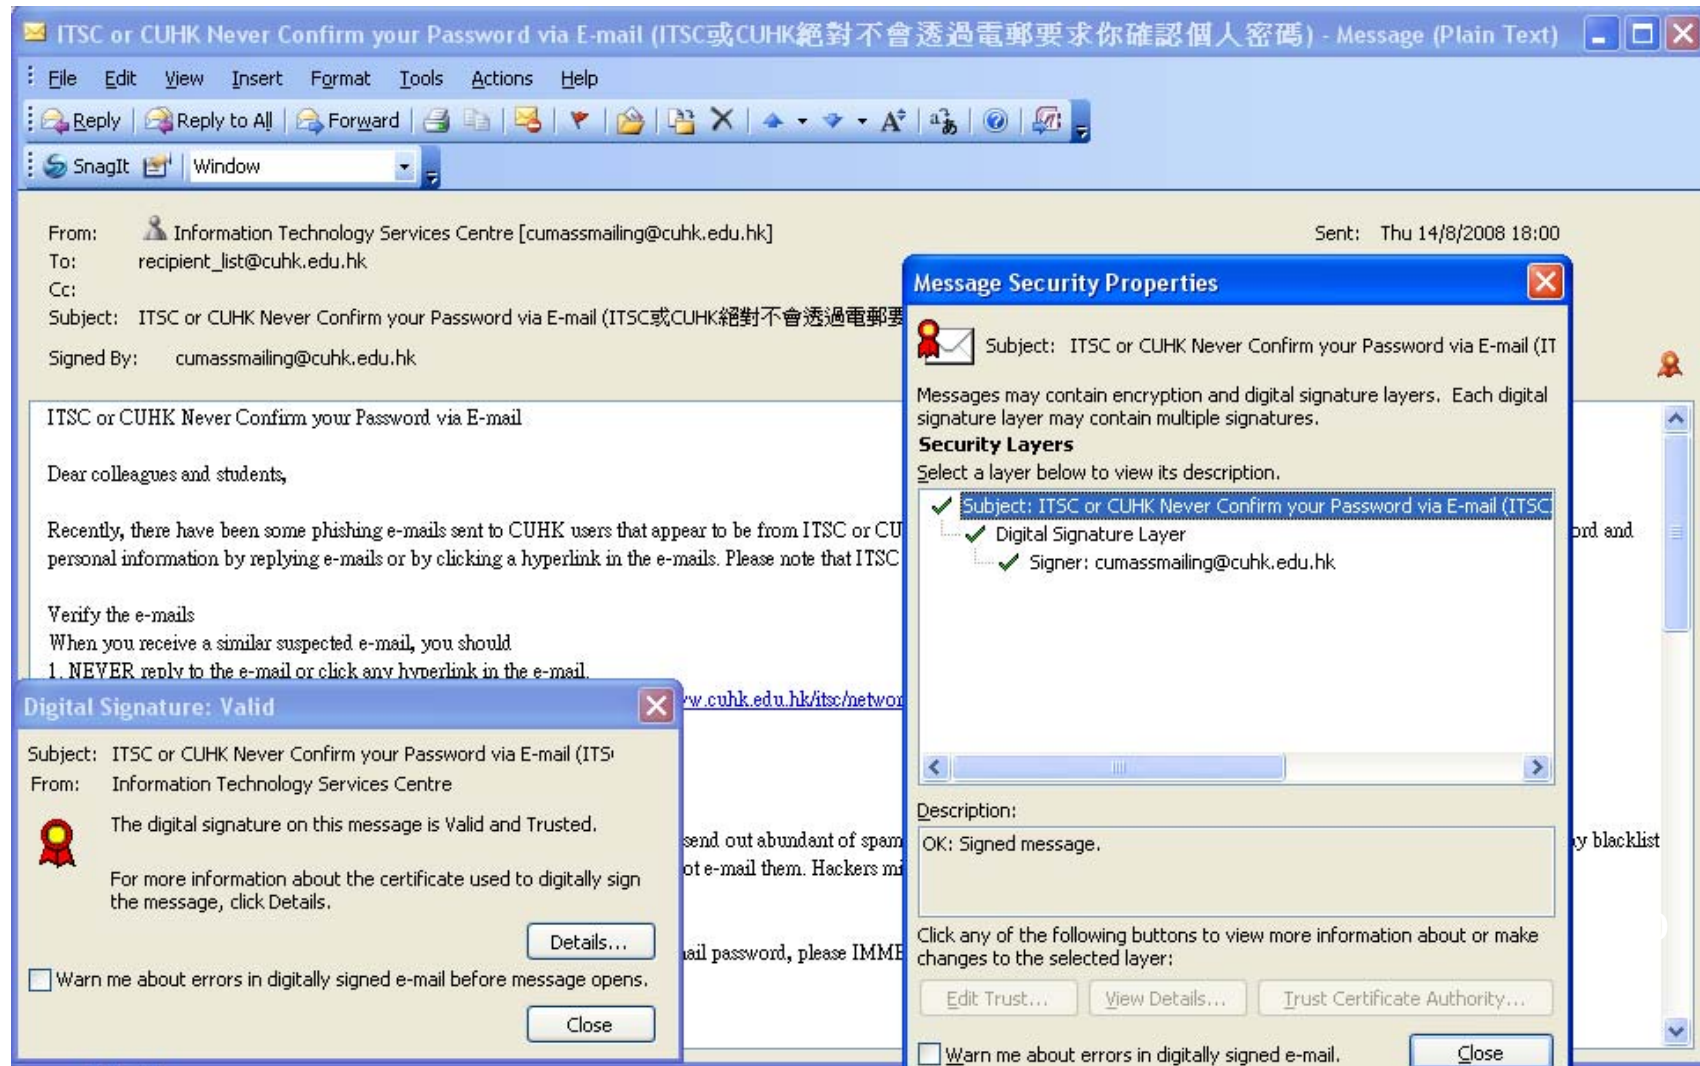 ITSC or CUHK Never Confirm your Password via E-mail (ITSC或CUHK絕對不會透過電郵要求你確認個人密碼) - Message (Plain Text)
File Edit View Insert Format Tools Actions Help
Reply Reply to All Forward
SnagIt Window
From: Information Technology Services Centre [cumassmailing@cuhk.edu.hk] Sent: Thu 14/8/2008 18:00
To: recipient_list@cuhk.edu.hk
Cc:
Subject: ITSC or CUHK Never Confirm your Password via E-mail (ITSC或CUHK絕對不會透過電郵要
Signed By: cumassmailing@cuhk.edu.hk
ITSC or CUHK Never Confirm your Password via E-mail
Dear colleagues and students,
Recently, there have been some phishing e-mails sent to CUHK users that appear to be from ITSC or CU ord and
personal information by replying e-mails or by clicking a hyperlink in the e-mails. Please note that ITSC
Verify the e-mails
When you receive a similar suspected e-mail, you should
1. NEVER reply to the e-mail or click any hyperlink in the e-mail.
w.cuhk.edu.hk/itsc/networ
send out abundant of spam y blacklist
ot e-mail them. Hackers mi
ail password, please IMME
Digital Signature: Valid
Subject: ITSC or CUHK Never Confirm your Password via E-mail (ITS
From: Information Technology Services Centre
The digital signature on this message is Valid and Trusted.
For more information about the certificate used to digitally sign
the message, click Details.
Details...
Warn me about errors in digitally signed e-mail before message opens.
Close
Message Security Properties
Subject: ITSC or CUHK Never Confirm your Password via E-mail (IT
Messages may contain encryption and digital signature layers. Each digital
signature layer may contain multiple signatures.
Security Layers
Select a layer below to view its description.
Subject: ITSC or CUHK Never Confirm your Password via E-mail (ITSC
Digital Signature Layer
Signer: cumassmailing@cuhk.edu.hk
Description:
OK: Signed message.
Click any of the following buttons to view more information about or make
changes to the selected layer:
Edit Trust... View Details... Trust Certificate Authority...
Warn me about errors in digitally signed e-mail.
Close